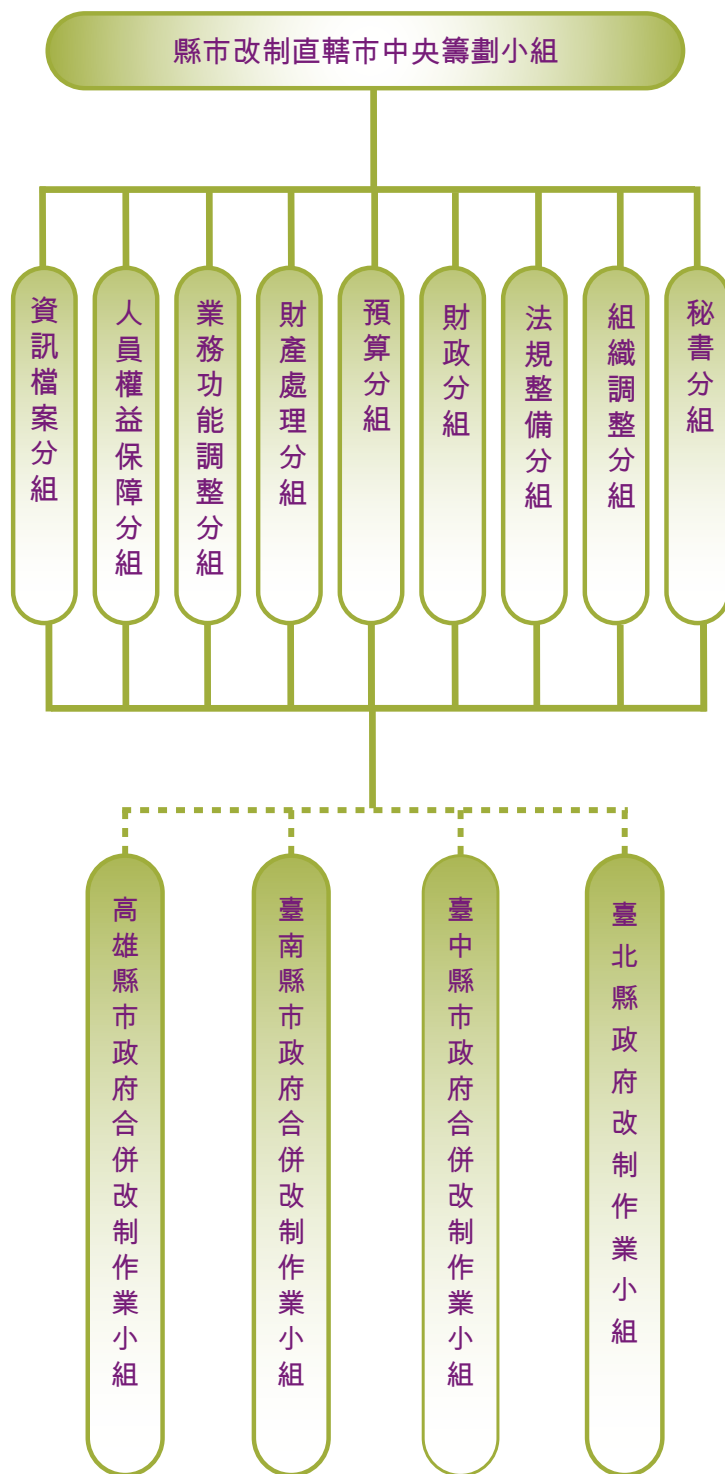 縣市改制直轄市中央籌劃小組
資訊檔案分組
人員權益保障分組
業務功能調整分組
財產處理分組
預算分組
財政分組
法規整備分組
組織調整分組
秘書分組
高雄縣市政府合併改制作業小組
臺南縣市政府合併改制作業小組
臺中縣市政府合併改制作業小組
臺北縣政府改制作業小組